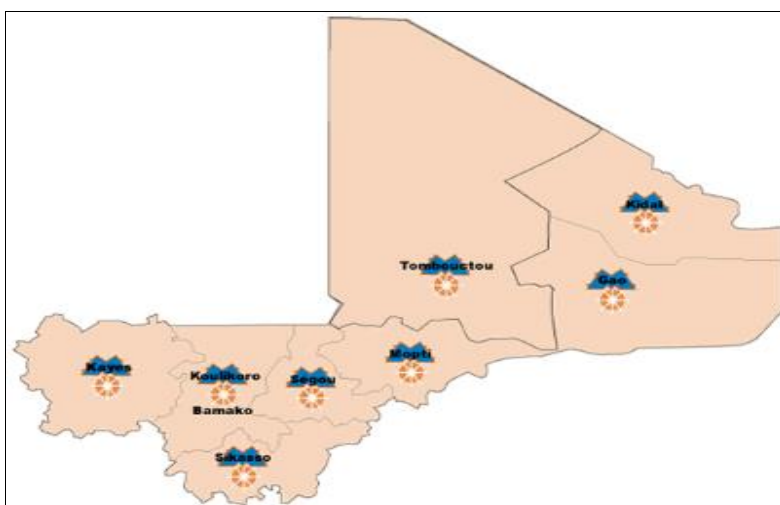 Kidal
Tombouctou
Gao
Mopti
Kayes
Koulikoro
Segou
Bamako
Sikasso